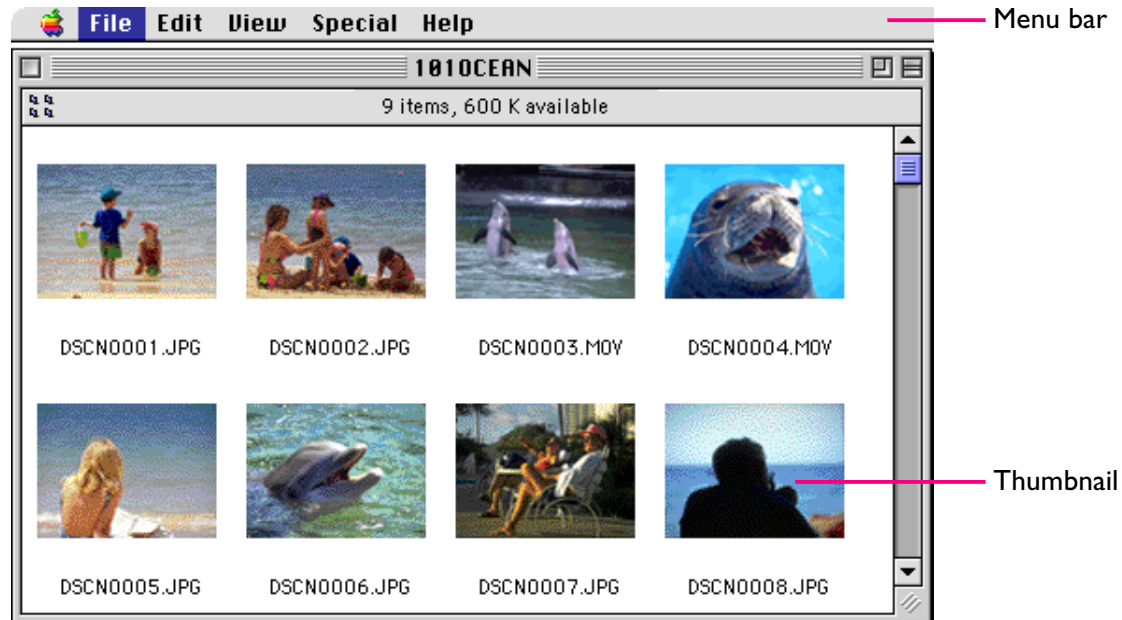 File Edit View Special Help
Menu bar
101OCEAN
9 items, 600 K available
DSCN0001.JPG DSCN0002.JPG DSCN0003.MOV DSCN0004.MOV
Thumbnail
DSCN0005.JPG DSCN0006.JPG DSCN0007.JPG DSCN0008.JPG